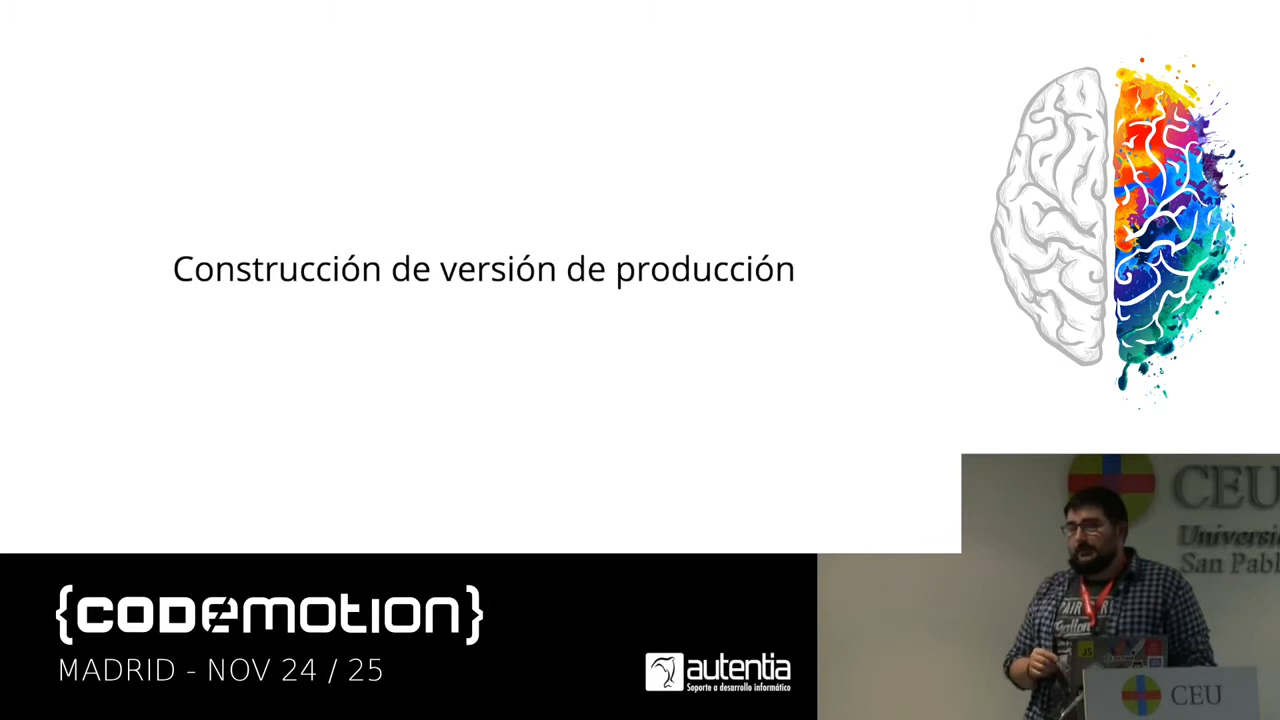 Construcción de versión de producción
CEU
Universi
San Pabl
{CODEMOTION}
MADRID - NOV 24 / 25
autentia
Soporte a desarrollo informático
JS
CEU